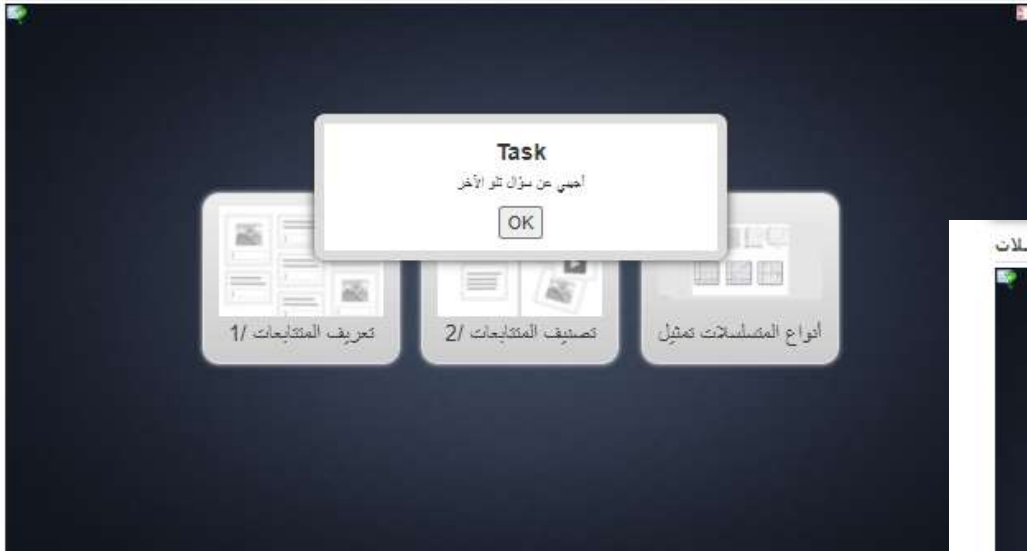 Task
أجيبي عن سؤال تلو الآخر
OK
تعريف المتتابعات /1
تصنيف المتتابعات /2
أنواع المتسلسلات تمثيل